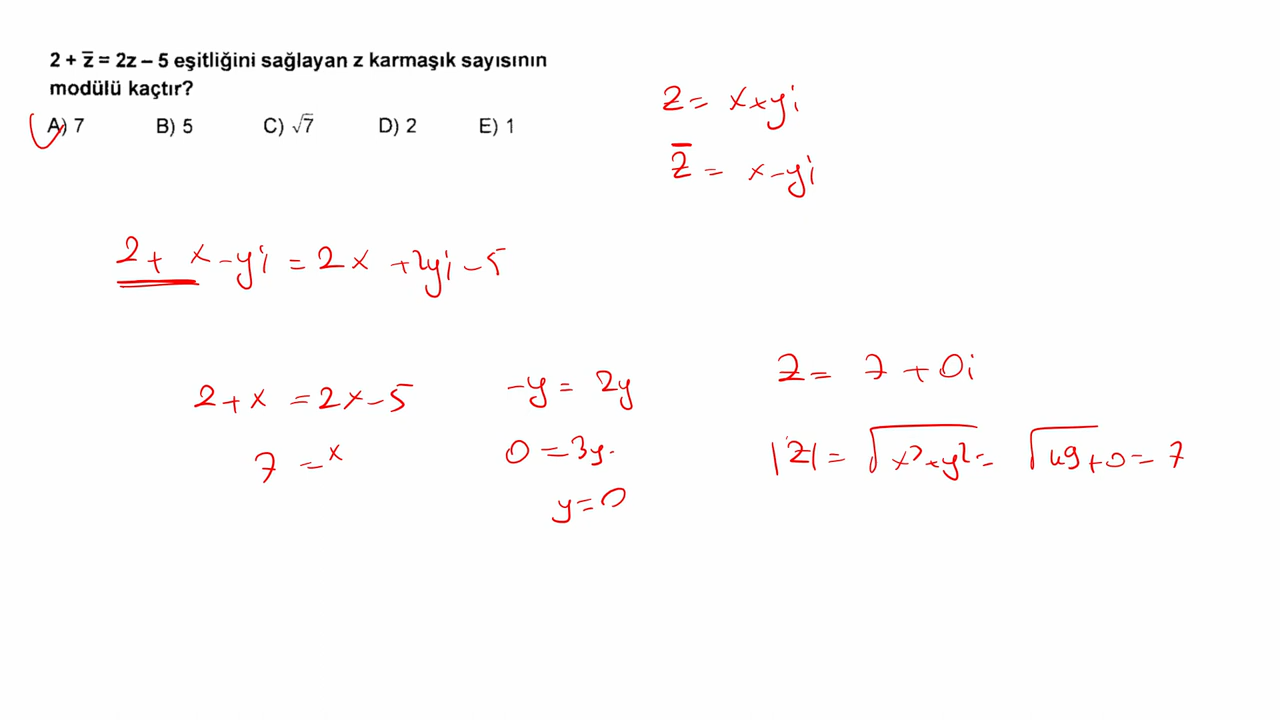 2 + z̅ = 2z – 5 eşitliğini sağlayan z karmaşık sayısının
modülü kaçtır?
A) 7 B) 5 C) √7 D) 2 E) 1
z = x+yi
z̅ = x-yi
2+ x-yi = 2x +2yi-5
2+x = 2x-5
7 = x
-y = 2y
0 = 3y.
y = 0
z = 7 + 0i
|z| = √x²+y² = √49+0 = 7